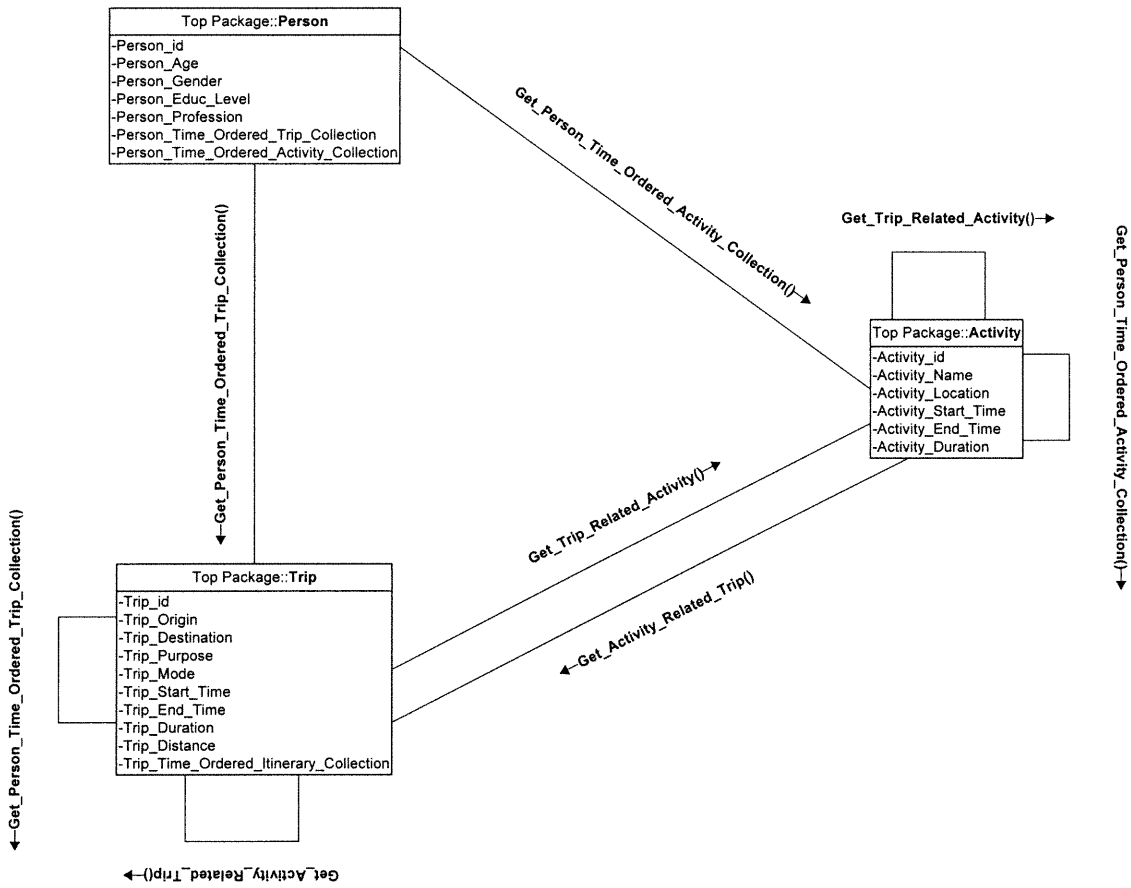 Top Package::Person
-Person_id
-Person_Age
-Person_Gender
-Person_Educ_Level
-Person_Profession
-Person_Time_Ordered_Trip_Collection
-Person_Time_Ordered_Activity_Collection
Get_Person_Time_Ordered_Activity_Collection()
Get_Person_Time_Ordered_Trip_Collection()
Get_Trip_Related_Activity()
Get_Person_Time_Ordered_Activity_Collection()
Top Package::Activity
-Activity_id
-Activity_Name
-Activity_Location
-Activity_Start_Time
-Activity_End_Time
-Activity_Duration
Get_Trip_Related_Activity()
Get_Activity_Related_Trip()
Get_Person_Time_Ordered_Trip_Collection()
Top Package::Trip
-Trip_id
-Trip_Origin
-Trip_Destination
-Trip_Purpose
-Trip_Mode
-Trip_Start_Time
-Trip_End_Time
-Trip_Duration
-Trip_Distance
-Trip_Time_Ordered_Itinerary_Collection
Get_Activity_Related_Trip()